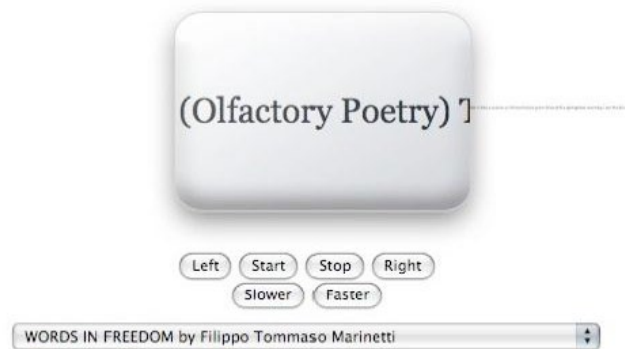 (Olfactory Poetry) T
Left Start Stop Right
Slower Faster
WORDS IN FREEDOM by Filippo Tommaso Marinetti